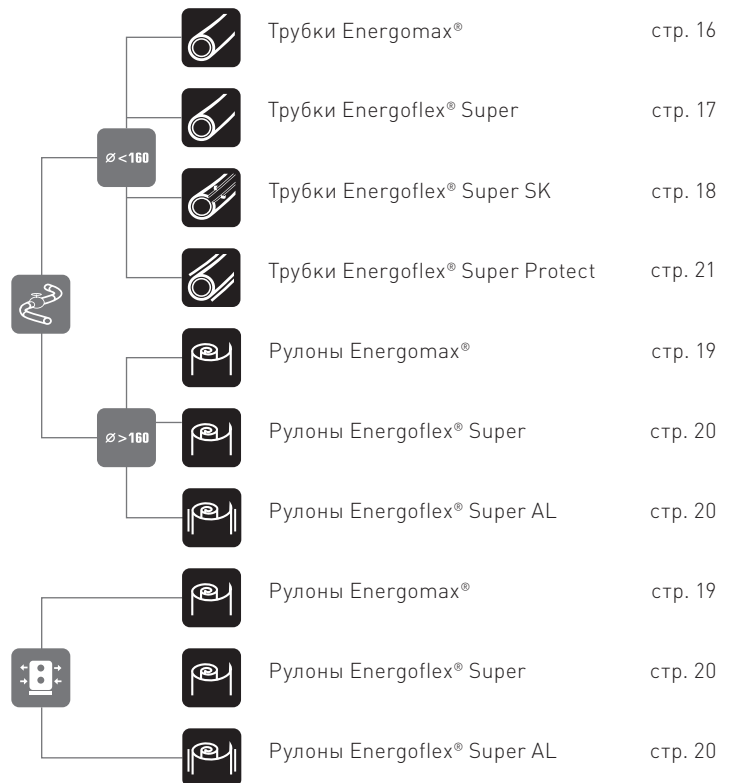 Трубки Energomax® стр. 16
Трубки Energoflex® Super стр. 17
ø<160
Трубки Energoflex® Super SK стр. 18
Трубки Energoflex® Super Protect стр. 21
Рулоны Energomax® стр. 19
ø>160
Рулоны Energoflex® Super стр. 20
Рулоны Energoflex® Super AL стр. 20
Рулоны Energomax® стр. 19
Рулоны Energoflex® Super стр. 20
Рулоны Energoflex® Super AL стр. 20